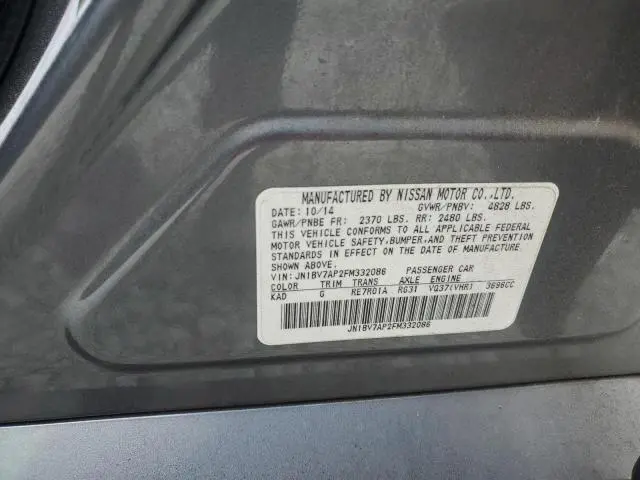 MANUFACTURED BY NISSAN MOTOR CO.,LTD.
DATE: 10/14 GVWR/PNBV: 4828 LBS.
GAWR/PNBE FR: 2370 LBS. RR: 2480 LBS.
THIS VEHICLE CONFORMS TO ALL APPLICABLE FEDERAL
MOTOR VEHICLE SAFETY,BUMPER,AND THEFT PREVENTION
STANDARDS IN EFFECT ON THE DATE OF MANUFACTURE
SHOWN ABOVE.
VIN: JN1BV7AP2FM332086 PASSENGER CAR
COLOR TRIM TRANS AXLE ENGINE
KAD G RE7R01A RG31 VQ37(VHR) 3696CC
JN1BV7AP2FM332086